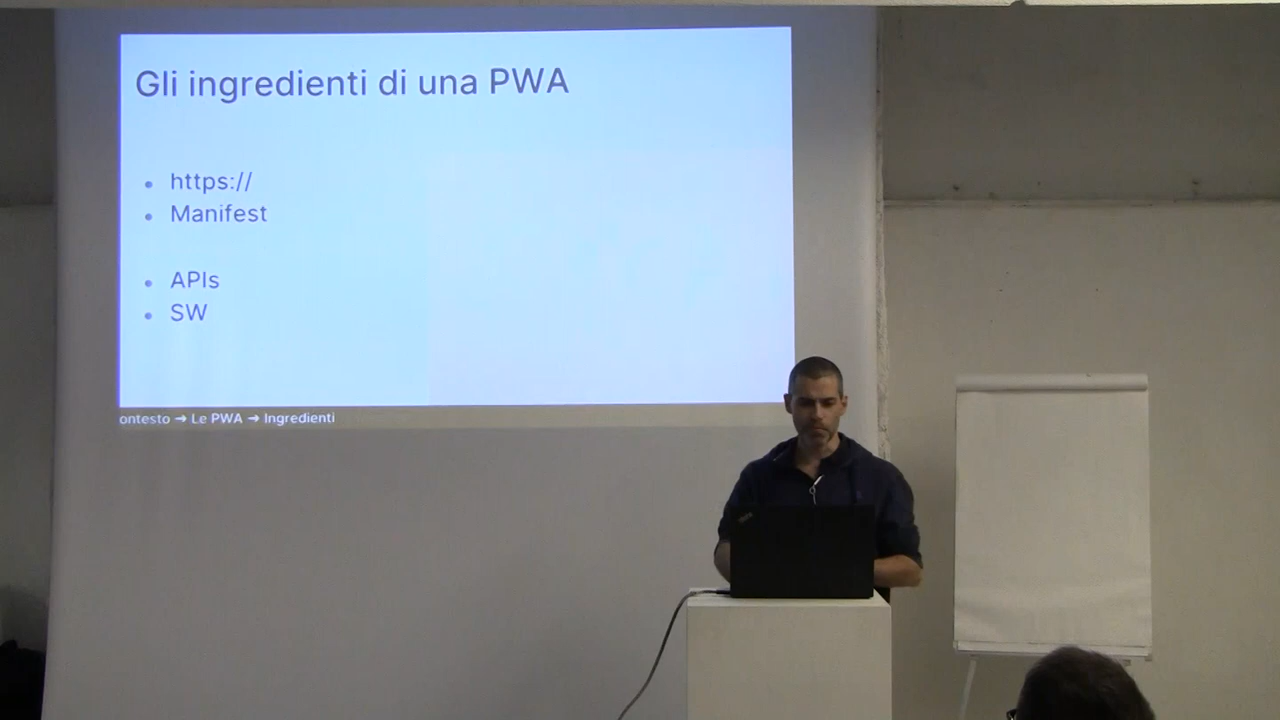 Gli ingredienti di una PWA
https://
Manifest
APIs
SW
ontesto ➔ Le PWA ➔ Ingredienti